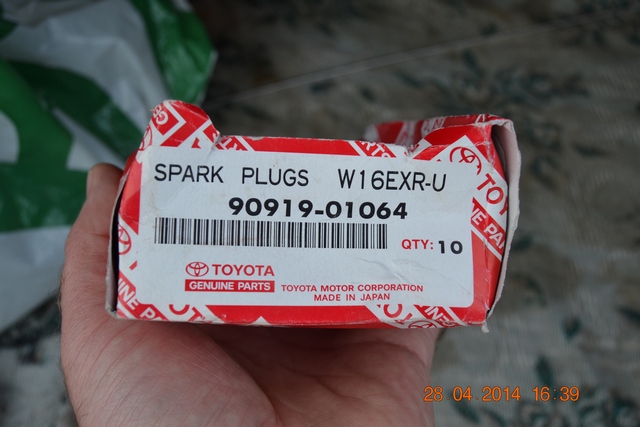 SPARK PLUGS W16EXR-U
90919-01064
QTY: 10
TOYOTA
GENUINE PARTS
TOYOTA MOTOR CORPORATION
MADE IN JAPAN
28.04.2014 16:39